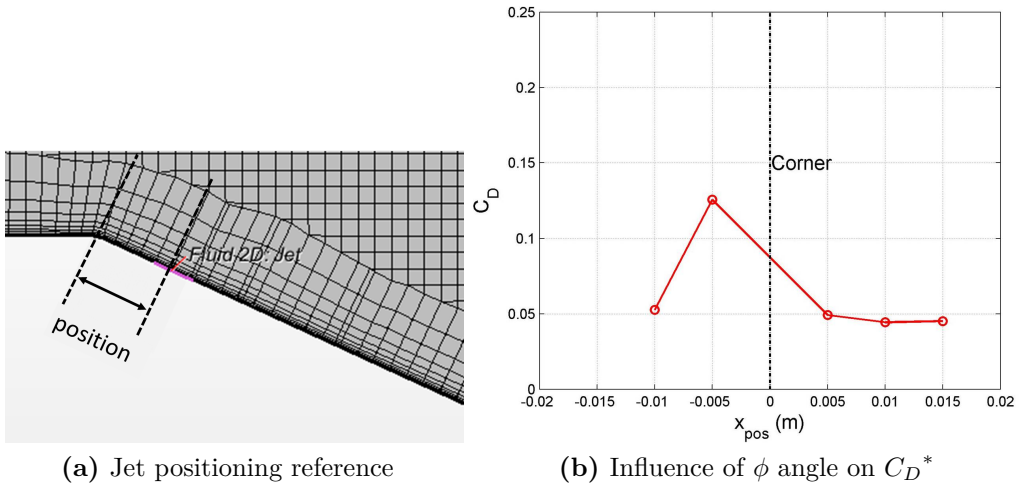 Fluid 2D: Jet
position
(a) Jet positioning reference
0.25
0.2
0.15
0.1
0.05
0
C_D
Corner
-0.02 -0.015 -0.01 -0.005 0 0.005 0.01 0.015 0.02
x_pos (m)
(b) Influence of ϕ angle on C_D*